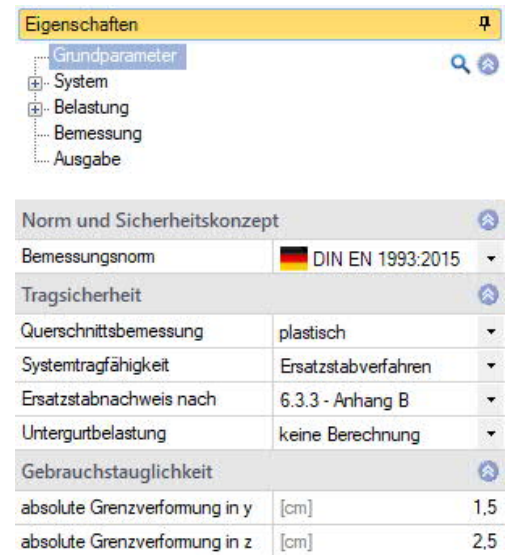 Eigenschaften
Grundparameter
System
Belastung
Bemessung
Ausgabe
Norm und Sicherheitskonzept
Bemessungsnorm DIN EN 1993:2015
Tragsicherheit
Querschnittsbemessung plastisch
Systemtragfähigkeit Ersatzstabverfahren
Ersatzstabnachweis nach 6.3.3 - Anhang B
Untergurtbelastung keine Berechnung
Gebrauchstauglichkeit
absolute Grenzverformung in y [cm] 1,5
absolute Grenzverformung in z [cm] 2,5